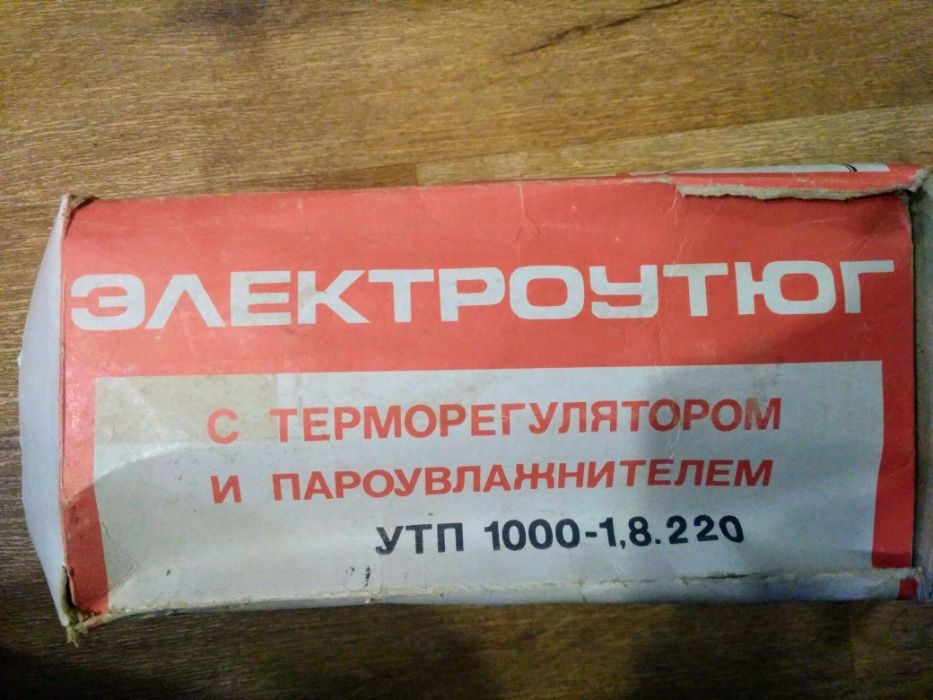 ЭЛЕКТРОУТЮГ
С ТЕРМОРЕГУЛЯТОРОМ
И ПАРОУВЛАЖНИТЕЛЕМ
УТП 1000-1,8.220